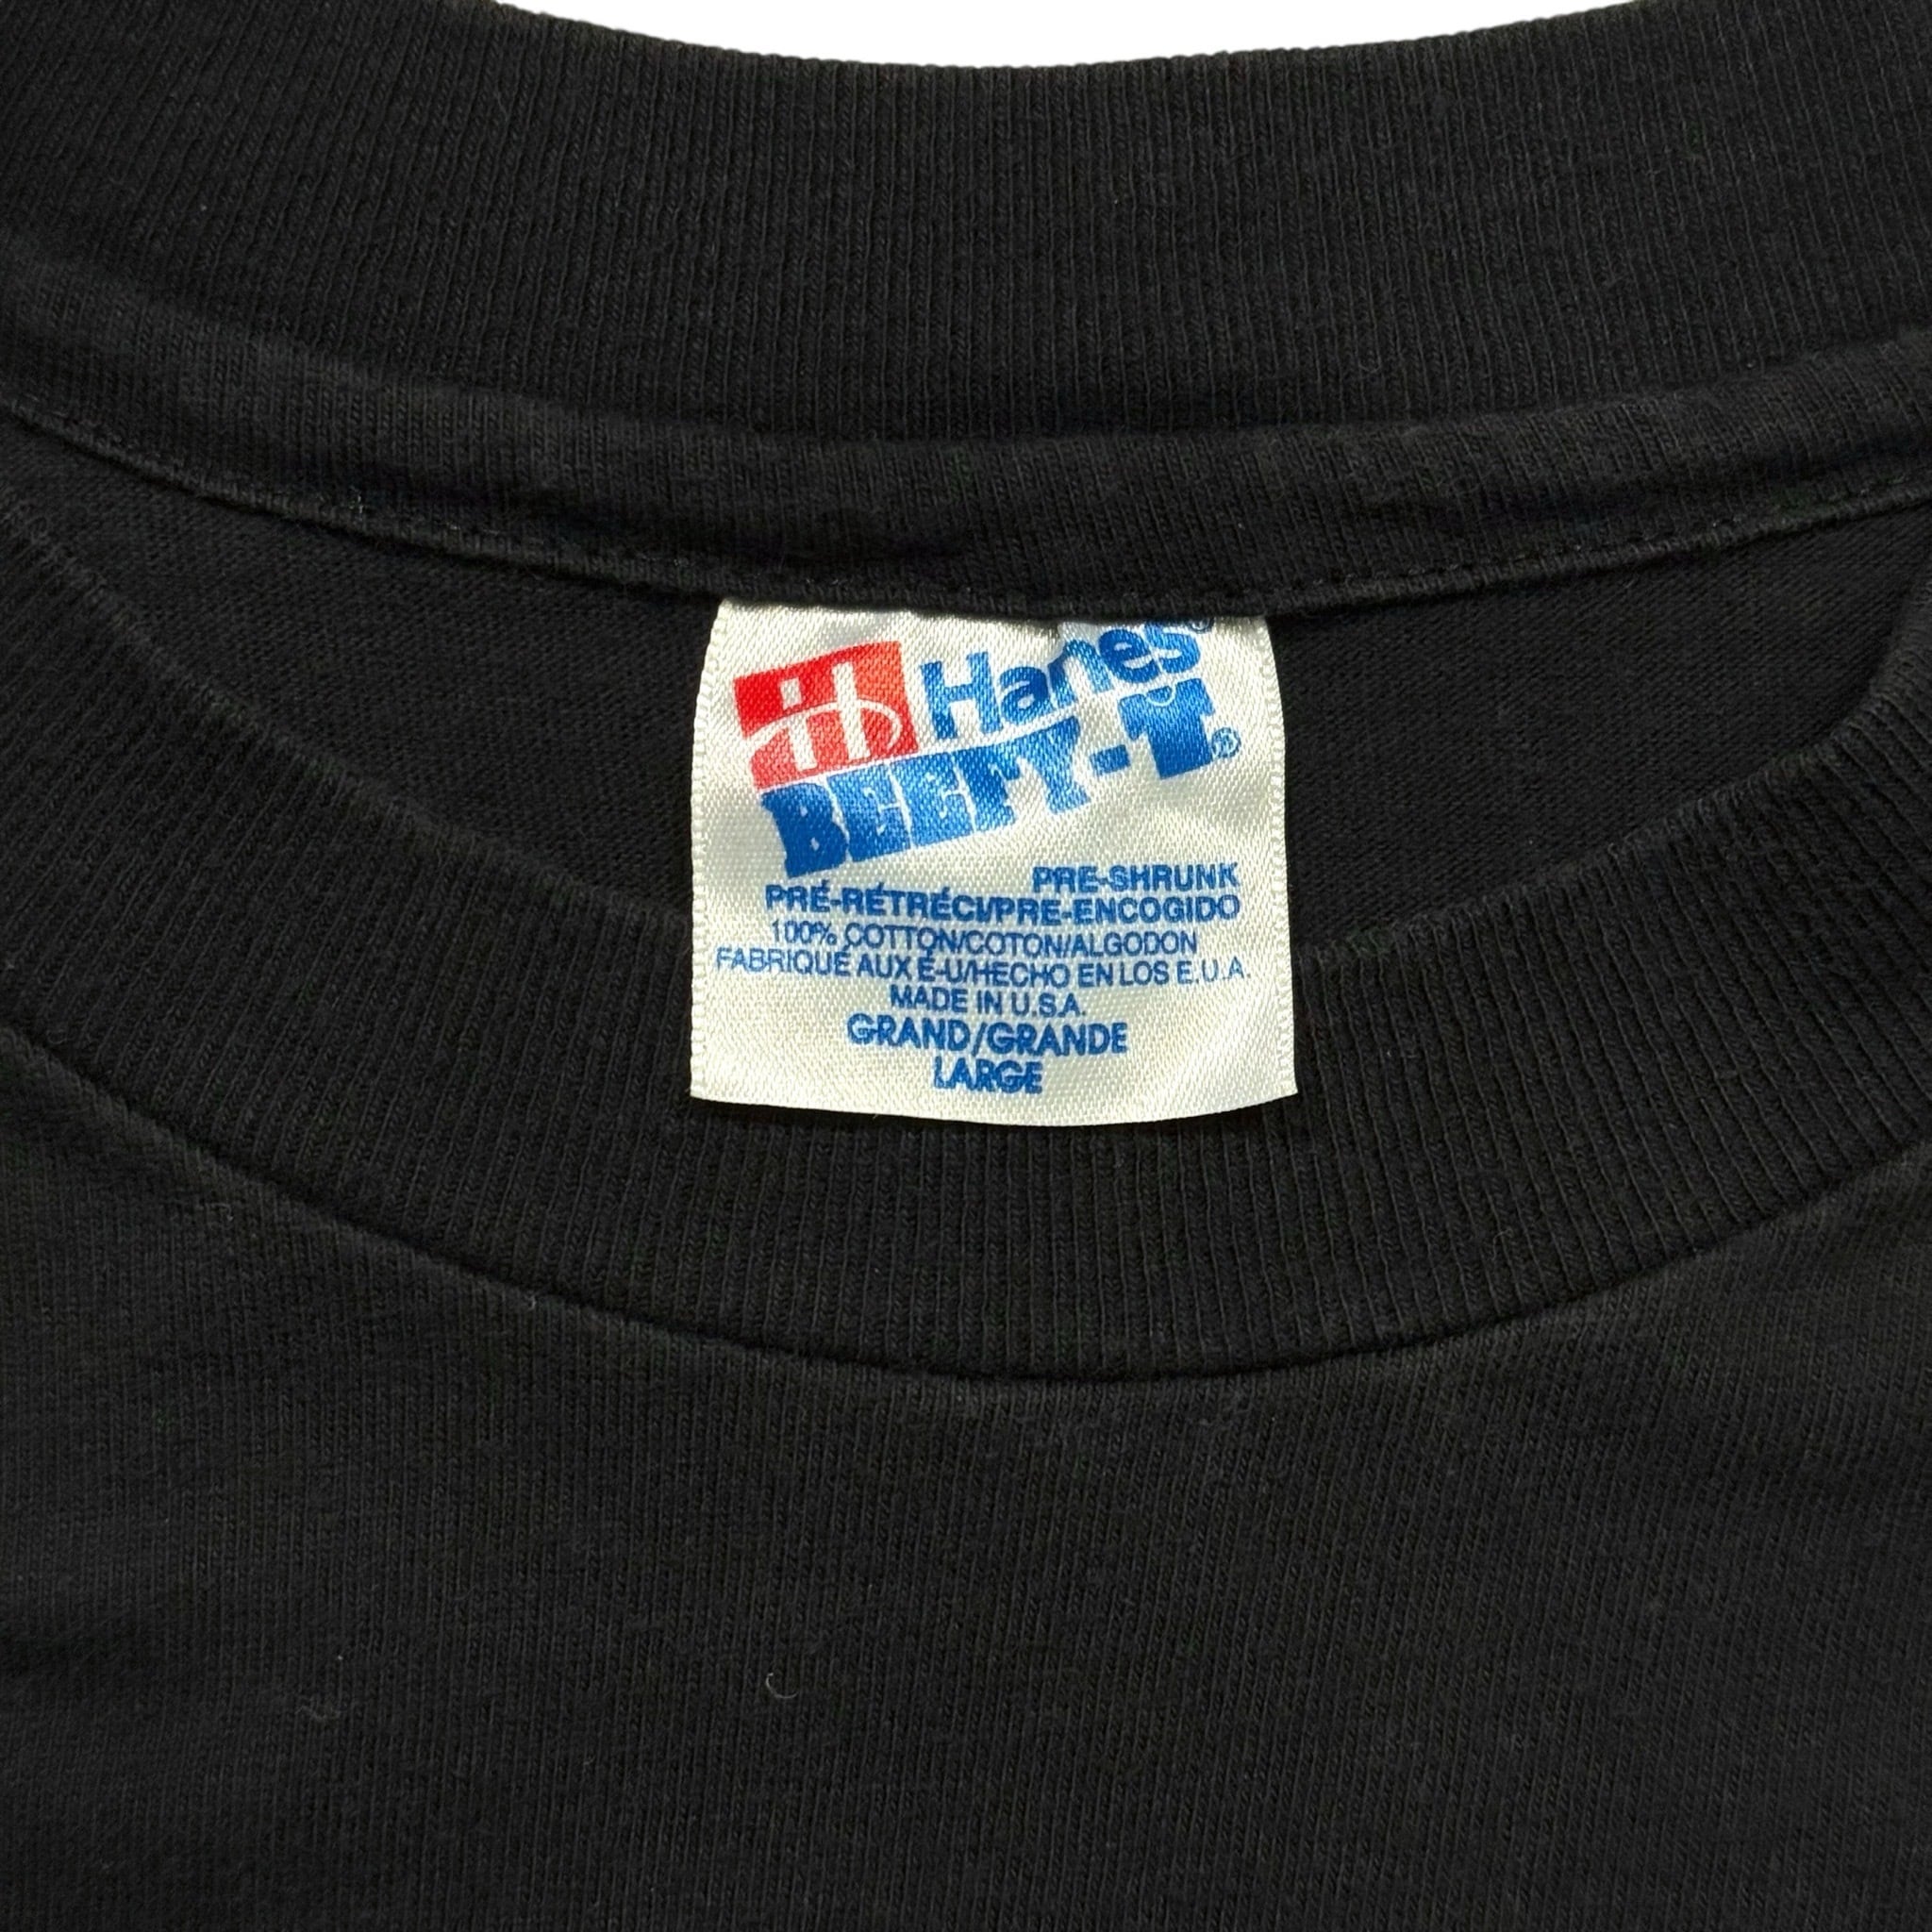 Hanes®
BEEFY-T.®
PRE-SHRUNK
PRÉ-RÉTRÉCI/PRE-ENCOGIDO
100% COTTON/COTON/ALGODON
FABRIQUÉ AUX É-U/HECHO EN LOS E.U.A.
MADE IN U.S.A.
GRAND/GRANDE
LARGE